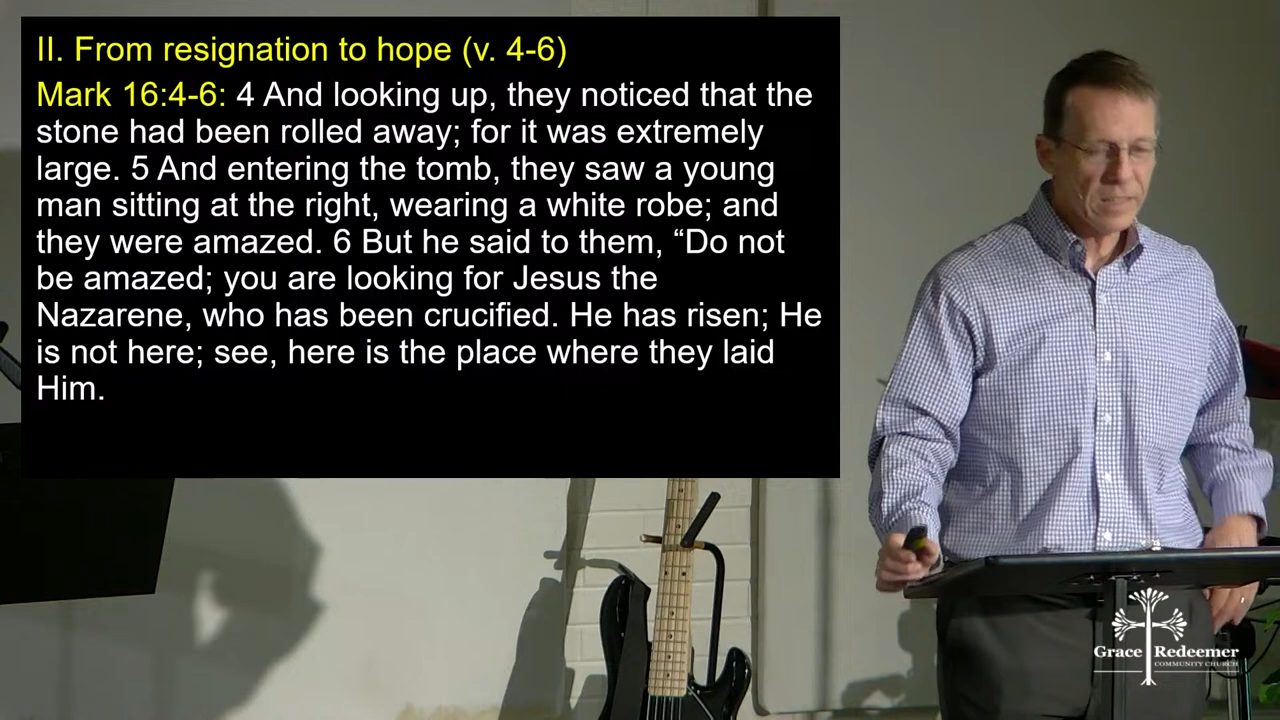 II. From resignation to hope (v. 4-6)
Mark 16:4-6: 4 And looking up, they noticed that the
stone had been rolled away; for it was extremely
large. 5 And entering the tomb, they saw a young
man sitting at the right, wearing a white robe; and
they were amazed. 6 But he said to them, “Do not
be amazed; you are looking for Jesus the
Nazarene, who has been crucified. He has risen; He
is not here; see, here is the place where they laid
Him.
Grace Redeemer
COMMUNITY CHURCH